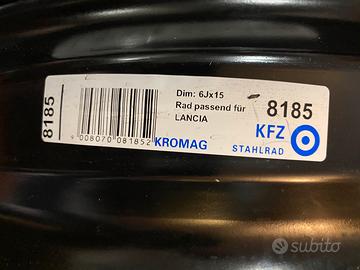 8185
Dim: 6Jx15
Rad passend für
LANCIA
8185
KFZ
STAHLRAD
9 008070 081852
KROMAG
subito